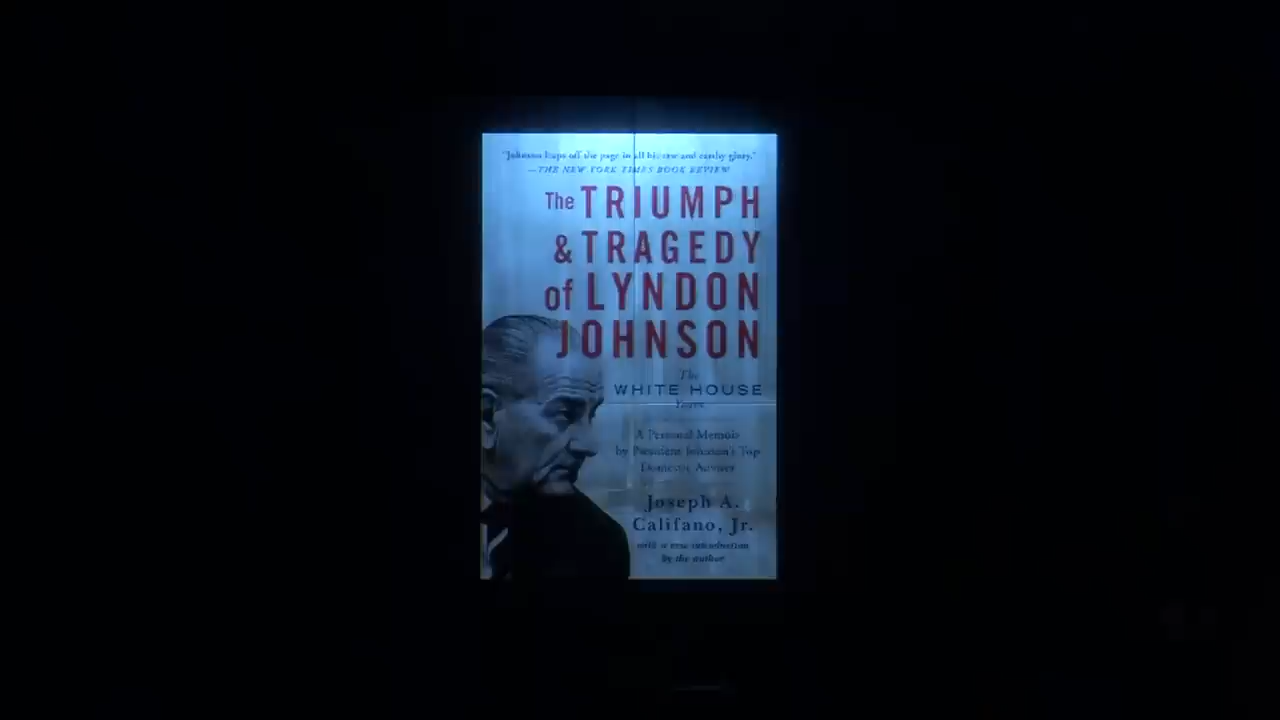 "Johnson leaps off the page in all his raw and earthy glory."
—THE NEW YORK TIMES BOOK REVIEW
The TRIUMPH
& TRAGEDY
of LYNDON
JOHNSON
The
WHITE HOUSE
Years
A Personal Memoir
by President Johnson's Top
Domestic Adviser
Joseph A.
Califano, Jr.
with a new introduction
by the author